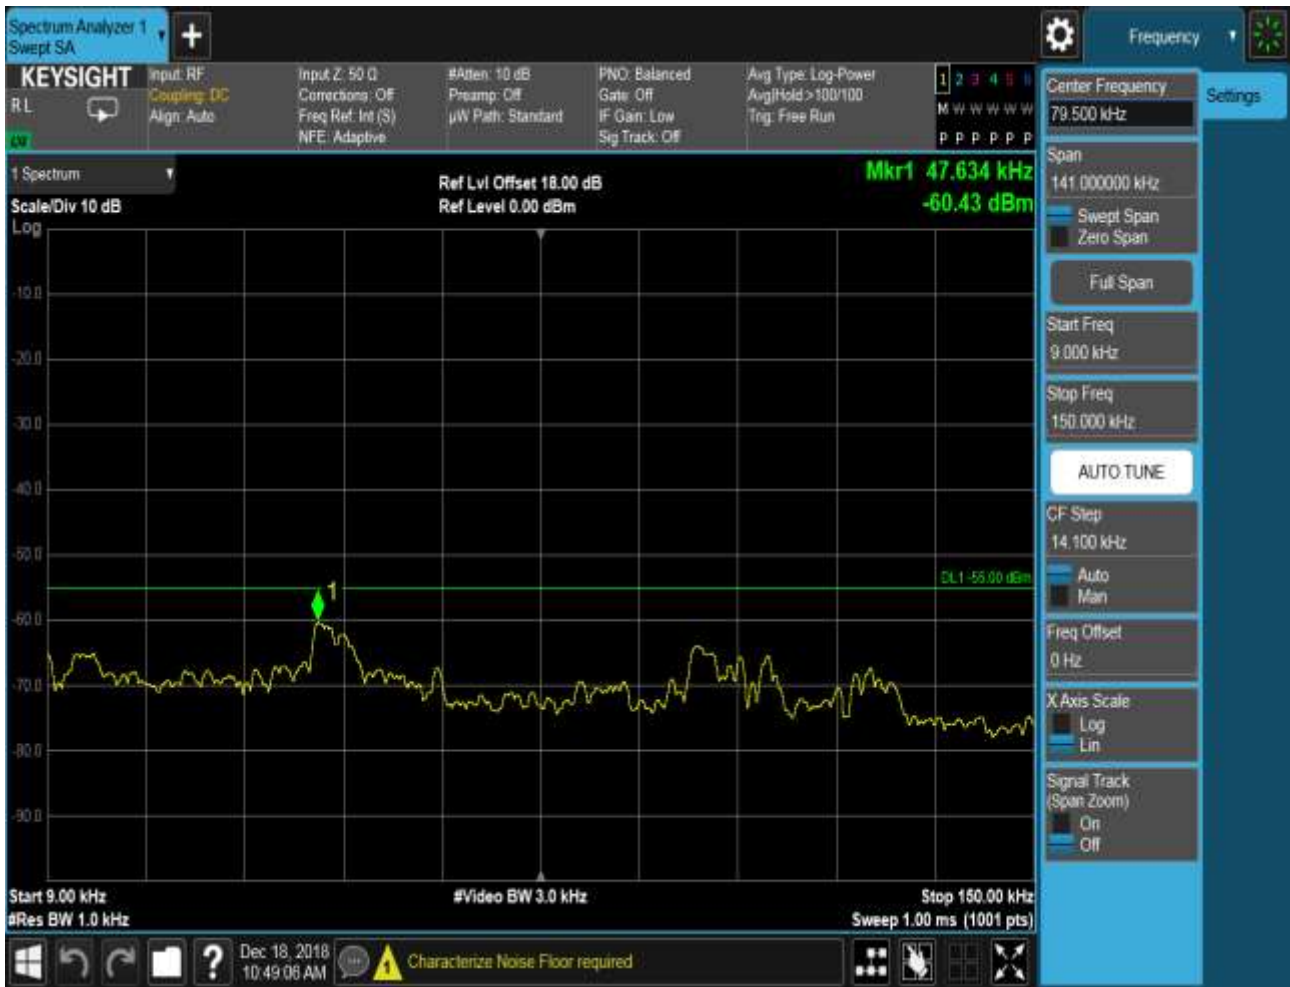 Spectrum Analyzer 1
Swept SA
+
Frequency
KEYSIGHT
R L
Input: RF
Coupling: DC
Align: Auto
Input Z: 50 Ω
Corrections: Off
Freq Ref: Int (S)
NFE: Adaptive
#Atten: 10 dB
Preamp: Off
µW Path: Standard
PNO: Balanced
Gate: Off
IF Gain: Low
Sig Track: Off
Avg Type: Log-Power
Avg|Hold >100/100
Trig: Free Run
1 2 3 4 5 6
M W W W W W
P P P P P P
1 Spectrum
Scale/Div 10 dB
Log
Ref Lvl Offset 18.00 dB
Ref Level 0.00 dBm
Mkr1 47.634 kHz
-60.43 dBm
-10.0
-20.0
-30.0
-40.0
-50.0
-60.0
-70.0
-80.0
-90.0
DL1 -55.00 dBm
1
Start 9.00 kHz
#Res BW 1.0 kHz
#Video BW 3.0 kHz
Stop 150.00 kHz
Sweep 1.00 ms (1001 pts)
Center Frequency
79.500 kHz
Settings
Span
141.000000 kHz
Swept Span
Zero Span
Full Span
Start Freq
9.000 kHz
Stop Freq
150.000 kHz
AUTO TUNE
CF Step
14.100 kHz
Auto
Man
Freq Offset
0 Hz
X Axis Scale
Log
Lin
Signal Track
(Span Zoom)
On
Off
?
Dec 18, 2018
10:49:06 AM
1
Characterize Noise Floor required